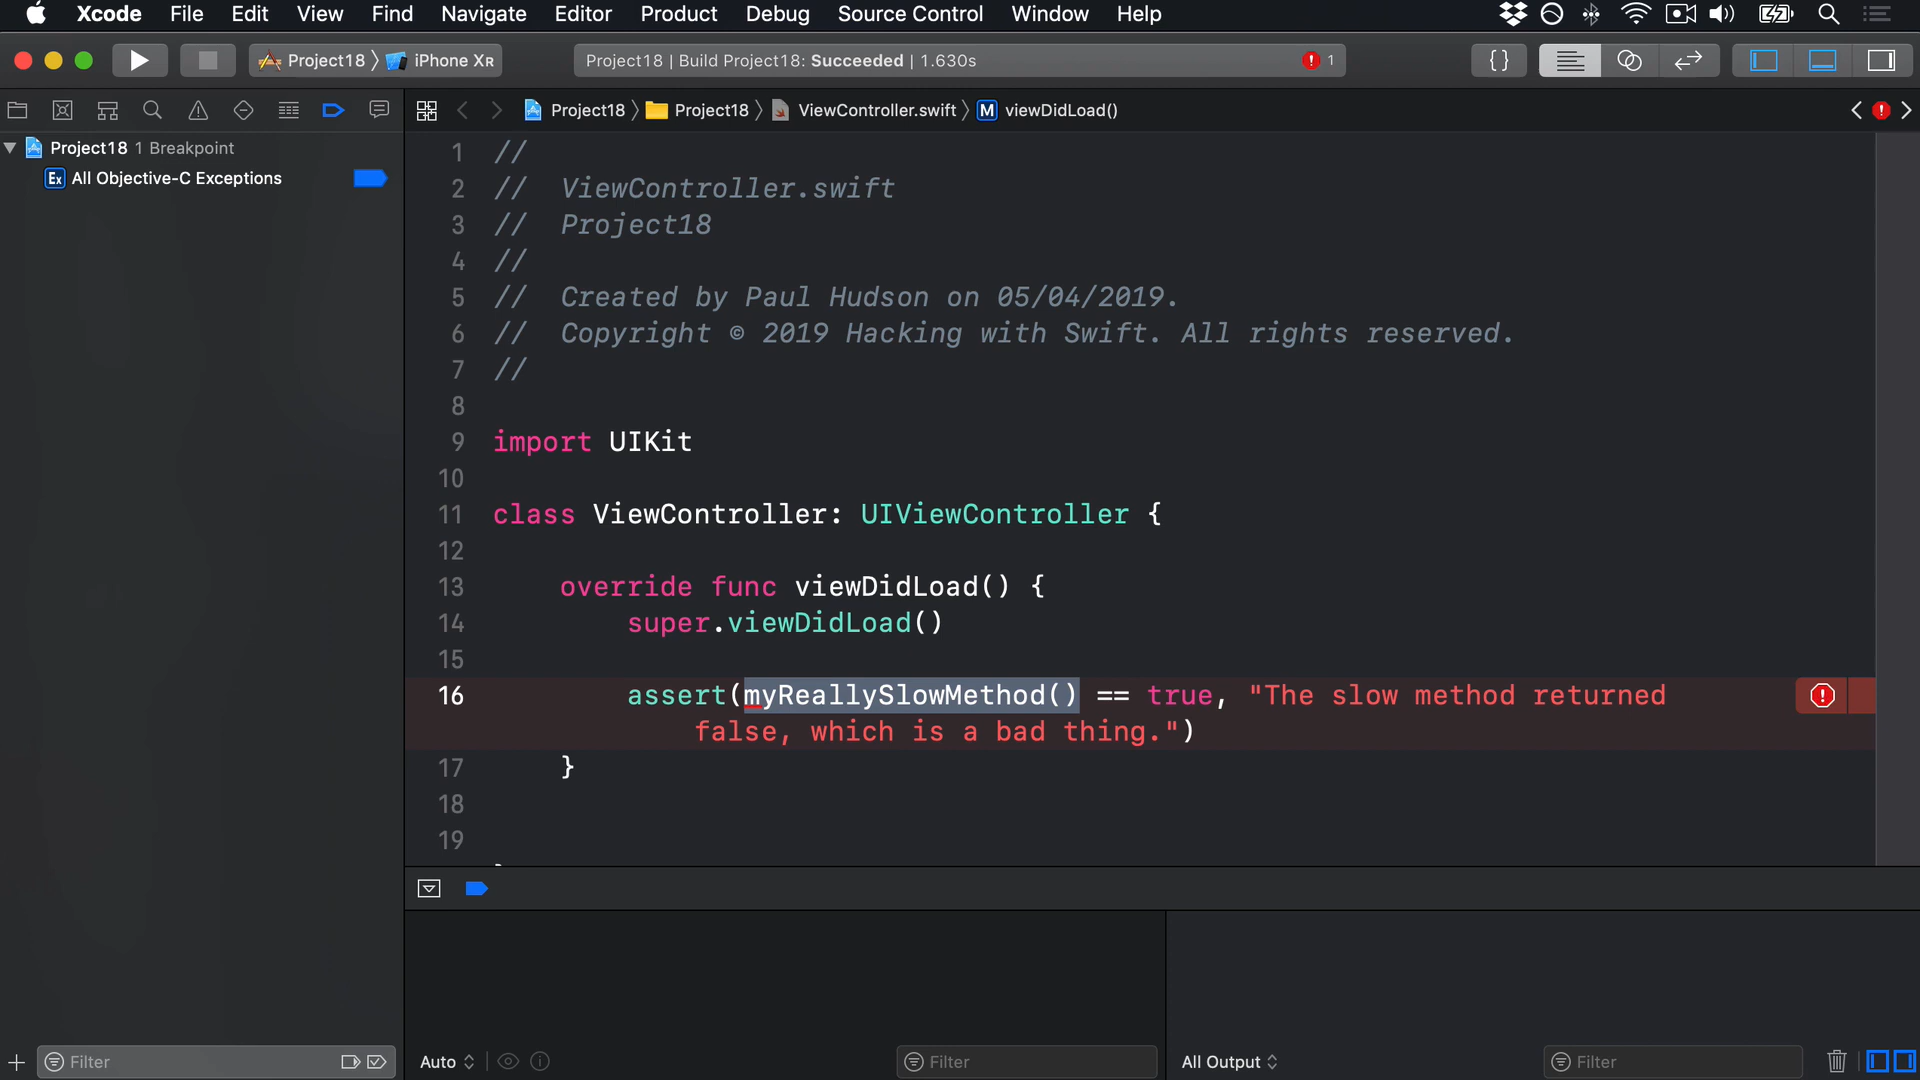 Xcode File Edit View Find Navigate Editor Product Debug Source Control Window Help
Project18 iPhone XR
Project18 | Build Project18: Succeeded | 1.630s
1
{}
Project18 Project18 ViewController.swift M viewDidLoad()
Project18 1 Breakpoint
Ex All Objective-C Exceptions
1 //
2 // ViewController.swift
3 // Project18
4 //
5 // Created by Paul Hudson on 05/04/2019.
6 // Copyright © 2019 Hacking with Swift. All rights reserved.
7 //
8
9 import UIKit
10
11 class ViewController: UIViewController {
12
13 override func viewDidLoad() {
14 super.viewDidLoad()
15
16 assert(myReallySlowMethod() == true, "The slow method returned
false, which is a bad thing.")
17 }
18
19
Filter
Auto
Filter
All Output
Filter